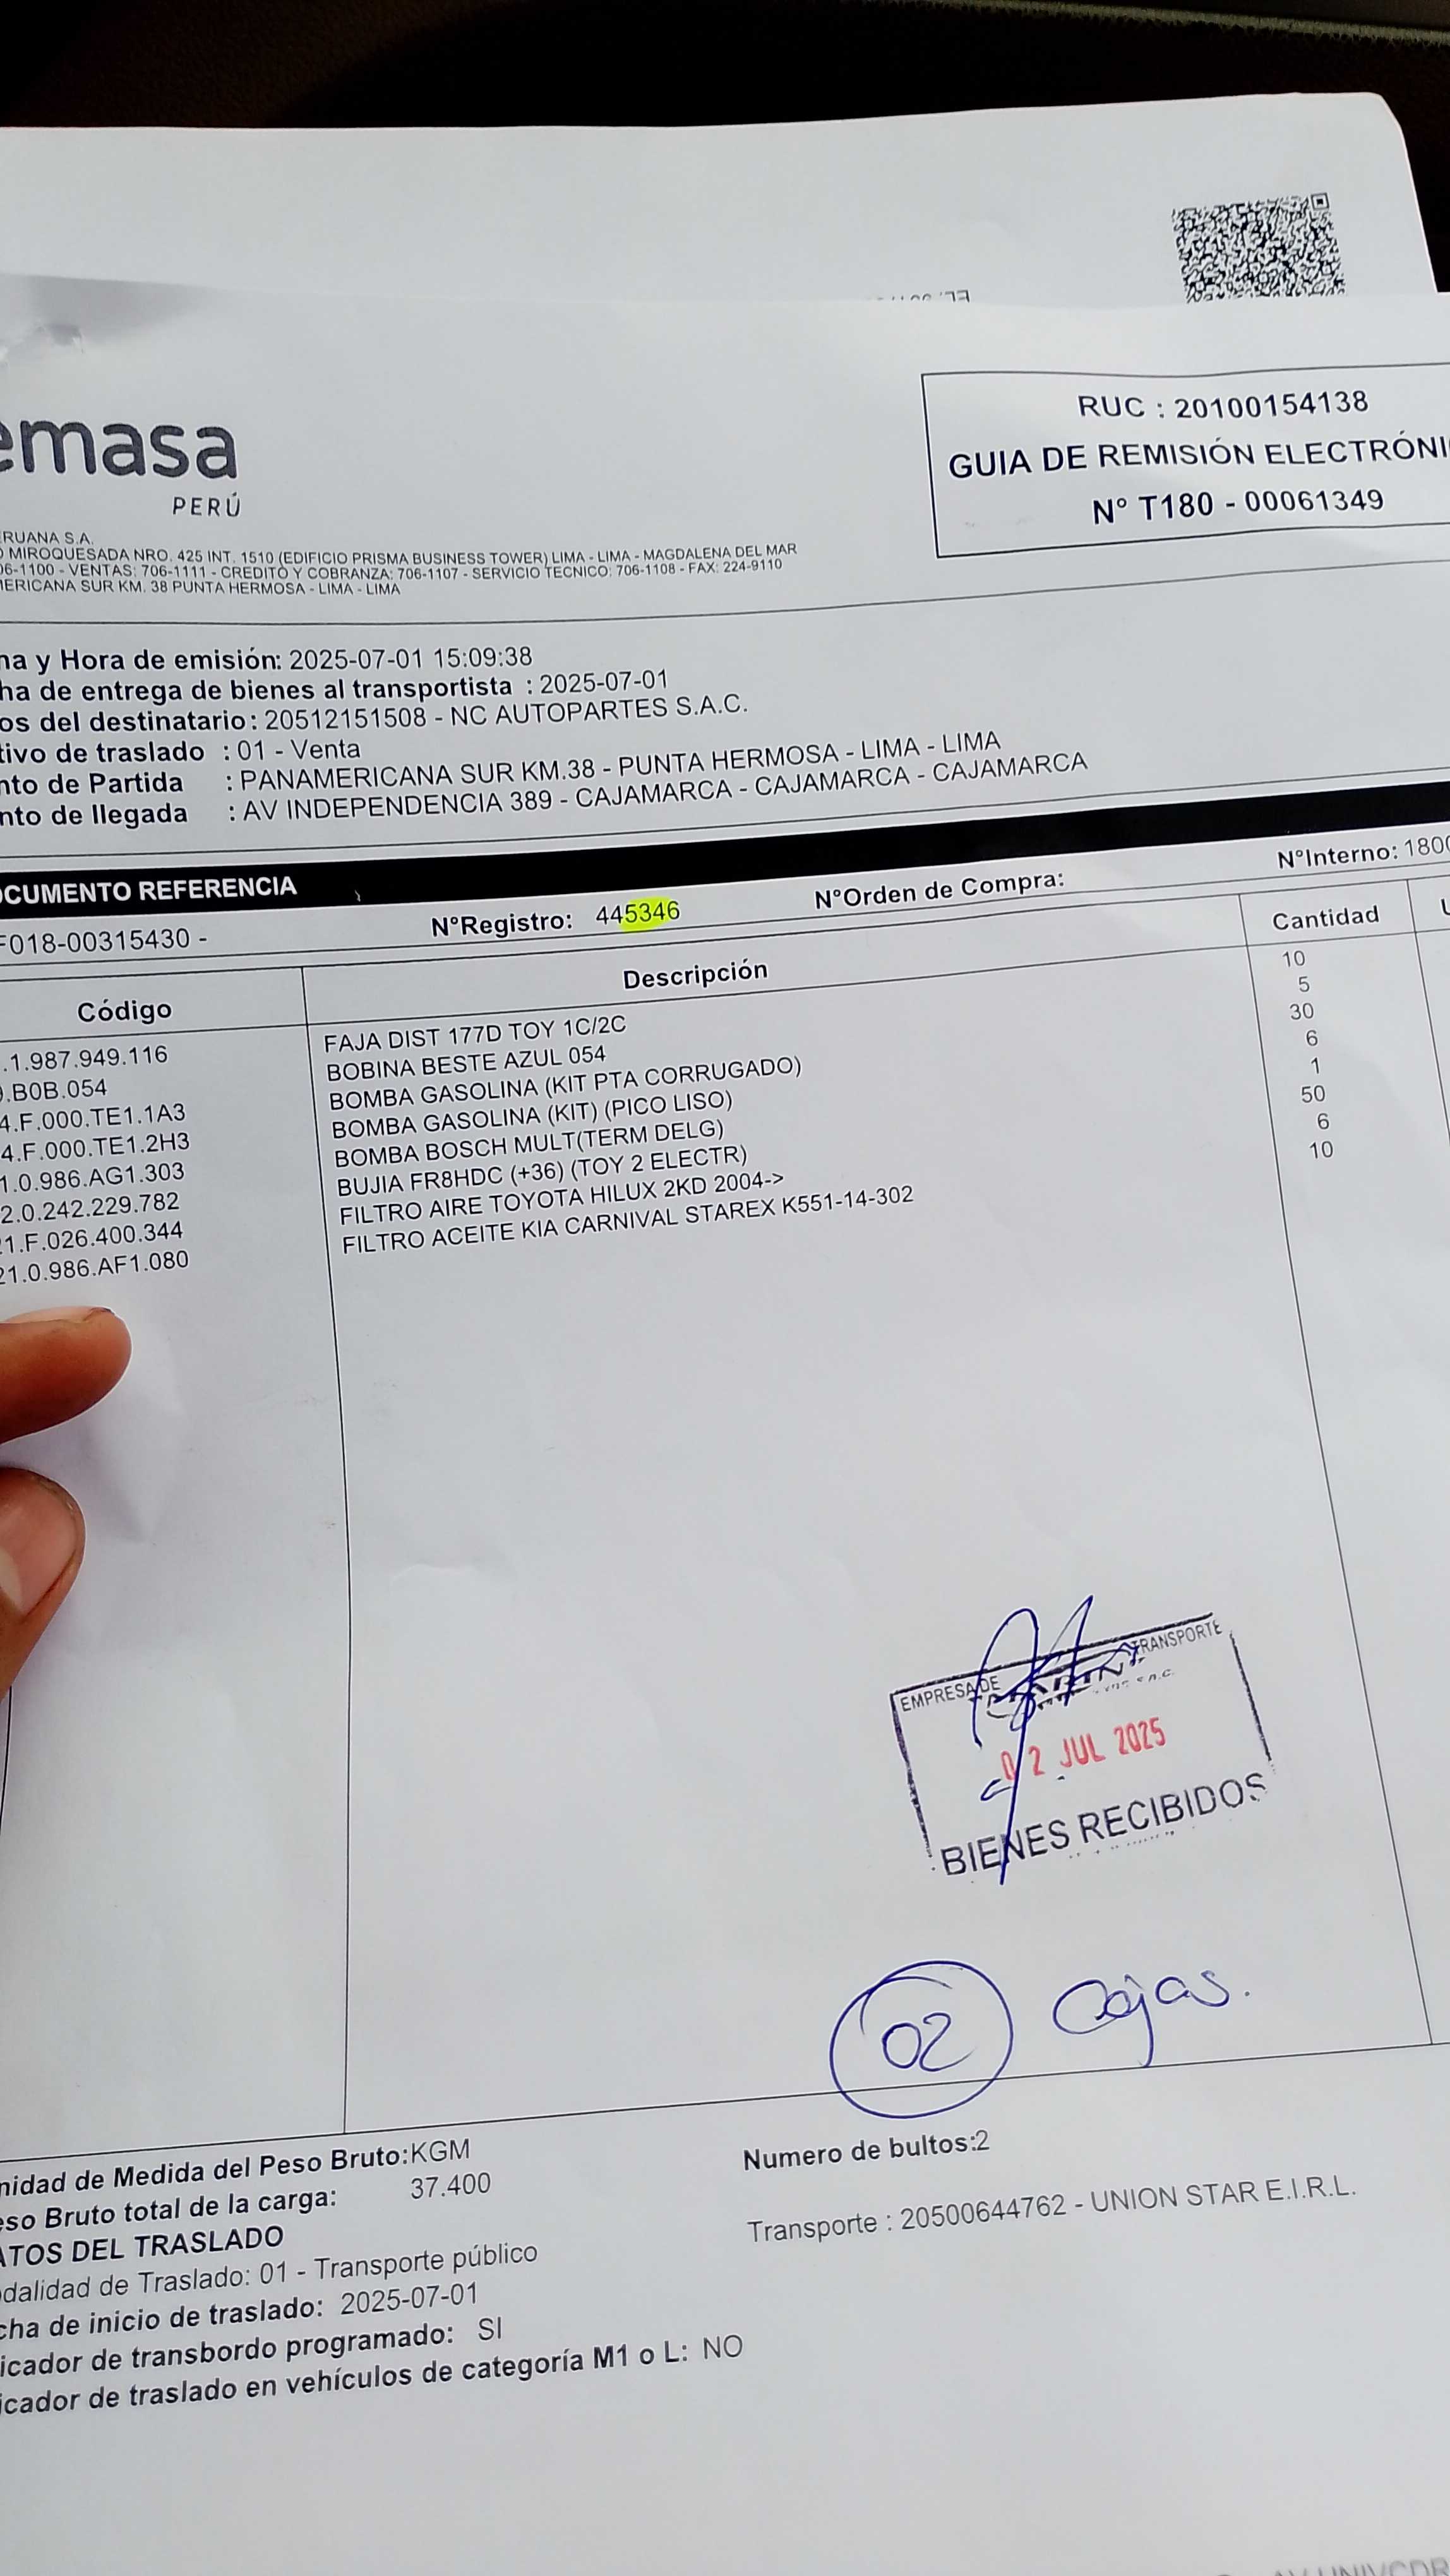 emasa
PERÚ
RUC : 20100154138
GUIA DE REMISIÓN ELECTRÓNI
N° T180 - 00061349
ERUANA S.A.
O MIROQUESADA NRO. 425 INT. 1510 (EDIFICIO PRISMA BUSINESS TOWER) LIMA - LIMA - MAGDALENA DEL MAR
06-1100 - VENTAS: 706-1111 - CREDITO Y COBRANZA: 706-1107 - SERVICIO TECNICO: 706-1108 - FAX: 224-9110
MERICANA SUR KM. 38 PUNTA HERMOSA - LIMA - LIMA
ha y Hora de emisión: 2025-07-01 15:09:38
ha de entrega de bienes al transportista : 2025-07-01
os del destinatario: 20512151508 - NC AUTOPARTES S.A.C.
tivo de traslado : 01 - Venta
nto de Partida : PANAMERICANA SUR KM.38 - PUNTA HERMOSA - LIMA - LIMA
nto de llegada : AV INDEPENDENCIA 389 - CAJAMARCA - CAJAMARCA - CAJAMARCA
OCUMENTO REFERENCIA
F018-00315430 - N°Registro: 445346 N°Orden de Compra: N°Interno: 180
Código Descripción Cantidad U
.1.987.949.116 FAJA DIST 177D TOY 1C/2C 10
.B0B.054 BOBINA BESTE AZUL 054 5
4.F.000.TE1.1A3 BOMBA GASOLINA (KIT PTA CORRUGADO) 30
4.F.000.TE1.2H3 BOMBA GASOLINA (KIT) (PICO LISO) 6
1.0.986.AG1.303 BOMBA BOSCH MULT(TERM DELG) 1
2.0.242.229.782 BUJIA FR8HDC (+36) (TOY 2 ELECTR) 50
21.F.026.400.344 FILTRO AIRE TOYOTA HILUX 2KD 2004-> 6
21.0.986.AF1.080 FILTRO ACEITE KIA CARNIVAL STAREX K551-14-302 10
EMPRESA DE TRANSPORTE
02 JUL 2025
BIENES RECIBIDOS
02 Cajas.
nidad de Medida del Peso Bruto:KGM
eso Bruto total de la carga: 37.400
Numero de bultos:2
ATOS DEL TRASLADO
Transporte : 20500644762 - UNION STAR E.I.R.L.
odalidad de Traslado: 01 - Transporte público
cha de inicio de traslado: 2025-07-01
icador de transbordo programado: SI
icador de traslado en vehículos de categoría M1 o L: NO